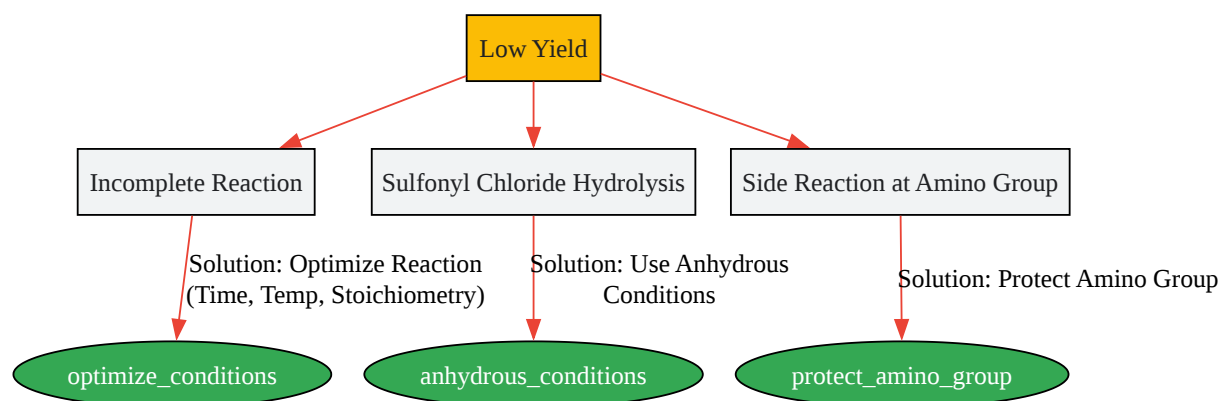 Low Yield
Incomplete Reaction
Sulfonyl Chloride Hydrolysis
Side Reaction at Amino Group
Solution: Optimize Reaction
(Time, Temp, Stoichiometry)
Solution: Use Anhydrous
Conditions
Solution: Protect Amino Group
optimize_conditions
anhydrous_conditions
protect_amino_group